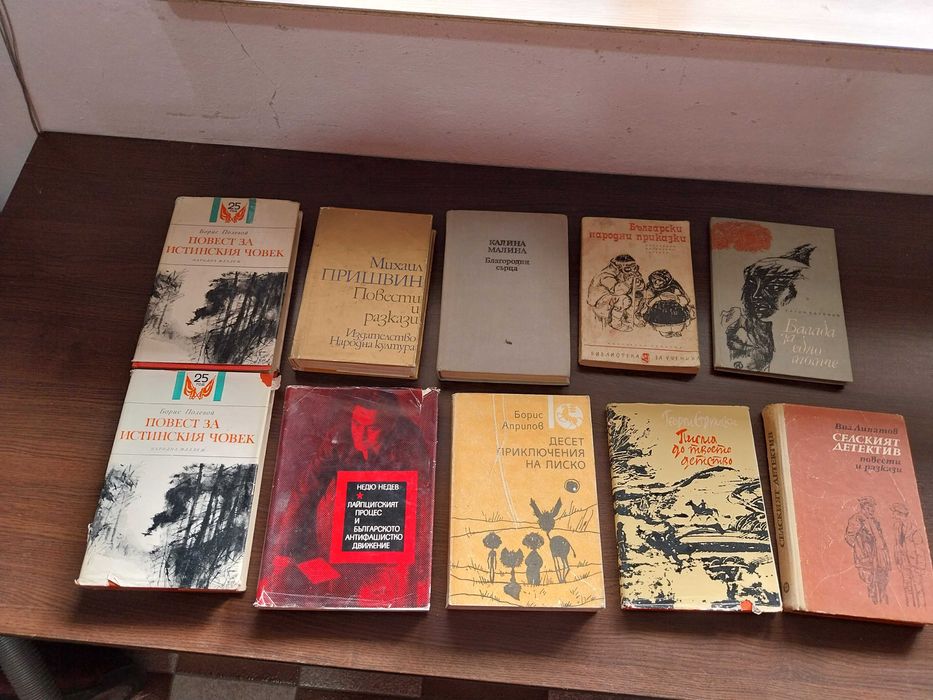 25
Борис Полевой
ПОВЕСТ ЗА
ИСТИНСКИЯ ЧОВЕК
НАРОДНА МЛАДЕЖ
Михаил
ПРИШВИН
Повести
и
разкази
Издателство
Народна култура
КАЛИНА
МАЛИНА
Благородни
сърца
Български
народни приказки
БИБЛИОТЕКА
ЗА УЧЕНИКА
Балада
за
едно
25
Борис Полевой
ПОВЕСТ ЗА
ИСТИНСКИЯ ЧОВЕК
НАРОДНА МЛАДЕЖ
НЕДЮ НЕДЕВ
ЛАЙПЦИГСКИЯТ
ПРОЦЕС
И
БЪЛГАРСКОТО
АНТИФАШИСТКО
ДВИЖЕНИЕ
Борис
Априлов
ДЕСЕТ
ПРИКЛЮЧЕНИЯ
НА ЛИСКО
Писма
до твоето
детство
СЕЛСКИЯТ ДЕТЕКТИВ
Вил Липатов
СЕЛСКИЯТ
ДЕТЕКТИВ
повести
и разкази